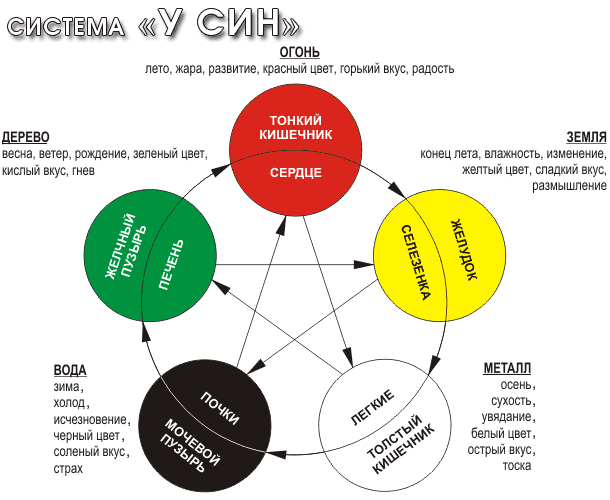 СИСТЕМА «У СИН»
ОГОНЬ
лето, жара, развитие, красный цвет, горький вкус, радость
ТОНКИЙ
КИШЕЧНИК
СЕРДЦЕ
ДЕРЕВО
весна, ветер, рождение, зеленый цвет,
кислый вкус, гнев
ЖЕЛЧНЫЙ
ПУЗЫРЬ
ПЕЧЕНЬ
ЗЕМЛЯ
конец лета, влажность, изменение,
желтый цвет, сладкий вкус,
размышление
ЖЕЛУДОК
СЕЛЕЗЕНКА
ВОДА
зима,
холод,
исчезновение,
черный цвет,
соленый вкус,
страх
ПОЧКИ
МОЧЕВОЙ
ПУЗЫРЬ
ЛЕГКИЕ
ТОЛСТЫЙ
КИШЕЧНИК
МЕТАЛЛ
осень,
сухость,
увядание,
белый цвет,
острый вкус,
тоска